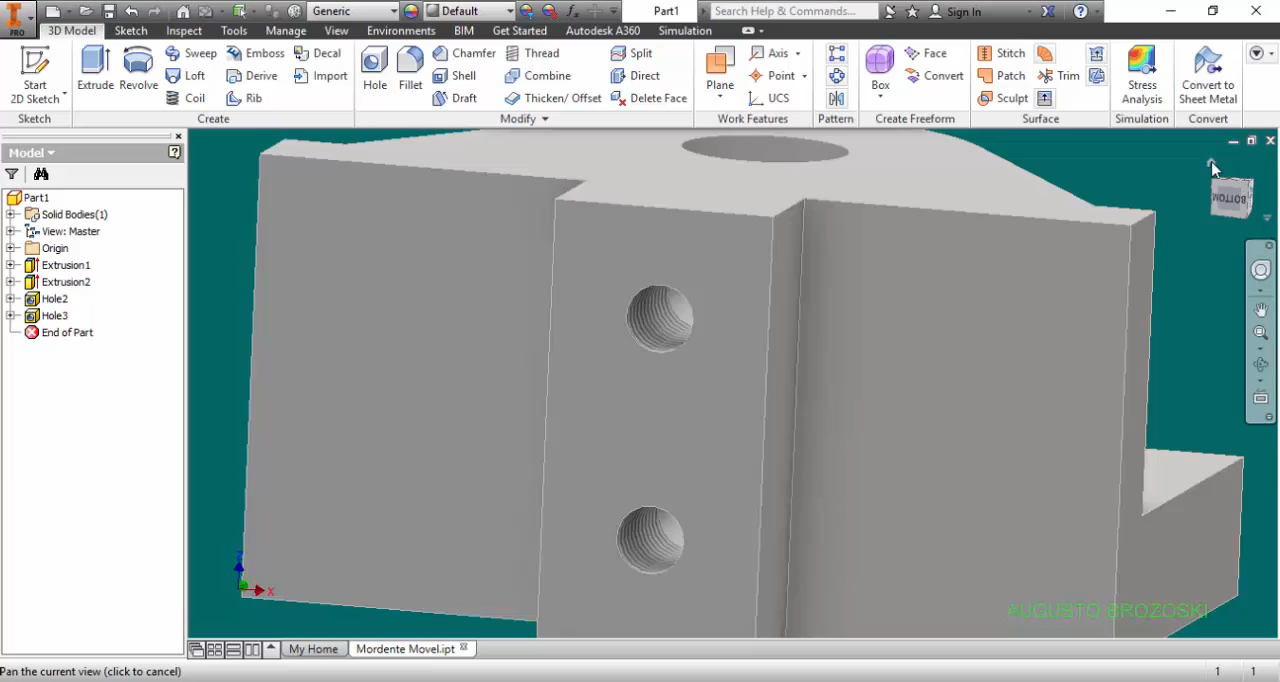 PRO
Generic
Default
fx
Part1
Search Help & Commands...
Sign In
3D Model Sketch Inspect Tools Manage View Environments BIM Get Started Autodesk A360 Simulation
Start
2D Sketch
Extrude
Revolve
Sweep
Loft
Coil
Emboss
Derive
Rib
Decal
Import
Hole
Fillet
Chamfer
Shell
Draft
Thread
Combine
Thicken/ Offset
Split
Direct
Delete Face
Plane
Axis
Point
UCS
Box
Face
Convert
Stitch
Patch
Sculpt
Trim
Stress
Analysis
Convert to
Sheet Metal
Sketch Create Modify Work Features Pattern Create Freeform Surface Simulation Convert
Model
Part1
Solid Bodies(1)
View: Master
Origin
Extrusion1
Extrusion2
Hole2
Hole3
End of Part
BOTTOM
Z
X
AUGUSTO BROZOSKI
My Home
Mordente Movel.ipt
Pan the current view (click to cancel)
1 1